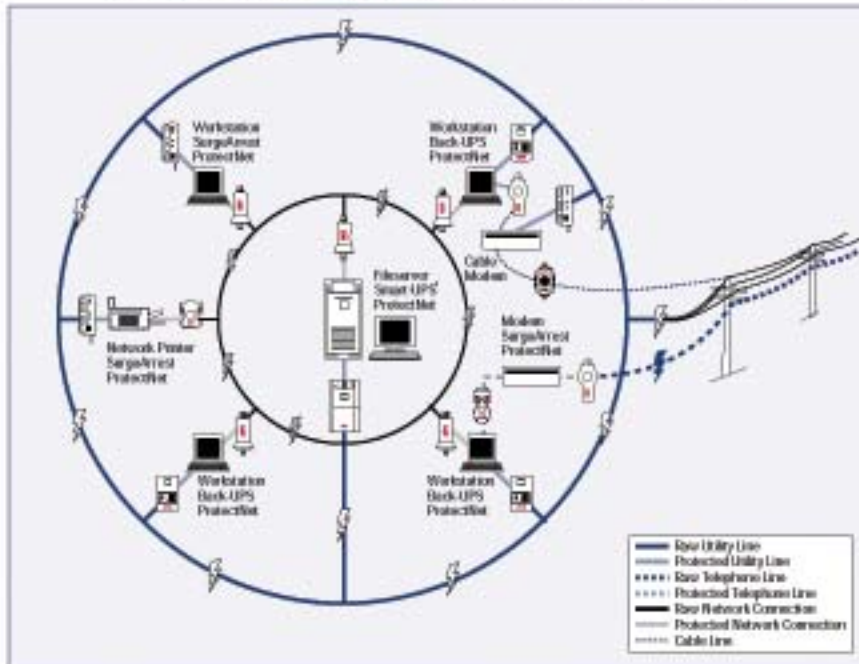 Workstation
SurgeArrest
ProtectNet
Workstation
Back-UPS
ProtectNet
Cable
Modem
Fileserver
Smart-UPS
ProtectNet
Modem
SurgeArrest
ProtectNet
Network Printer
SurgeArrest
ProtectNet
Workstation
Back-UPS
ProtectNet
Workstation
Back-UPS
ProtectNet
Raw Utility Line
Protected Utility Line
Raw Telephone Line
Protected Telephone Line
Raw Network Connection
Protected Network Connection
Cable Line